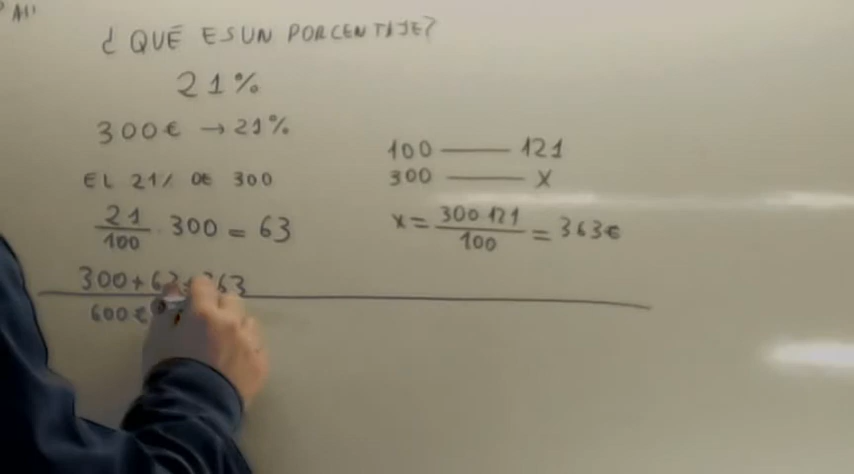 ¿ QUÉ ES UN PORCENTAJE?
21%
300€ → 21%
EL 21% DE 300
21/100 · 300 = 63
300 + 63 = 363
600€
100 —— 121
300 —— X
X = 300·121/100 = 363€